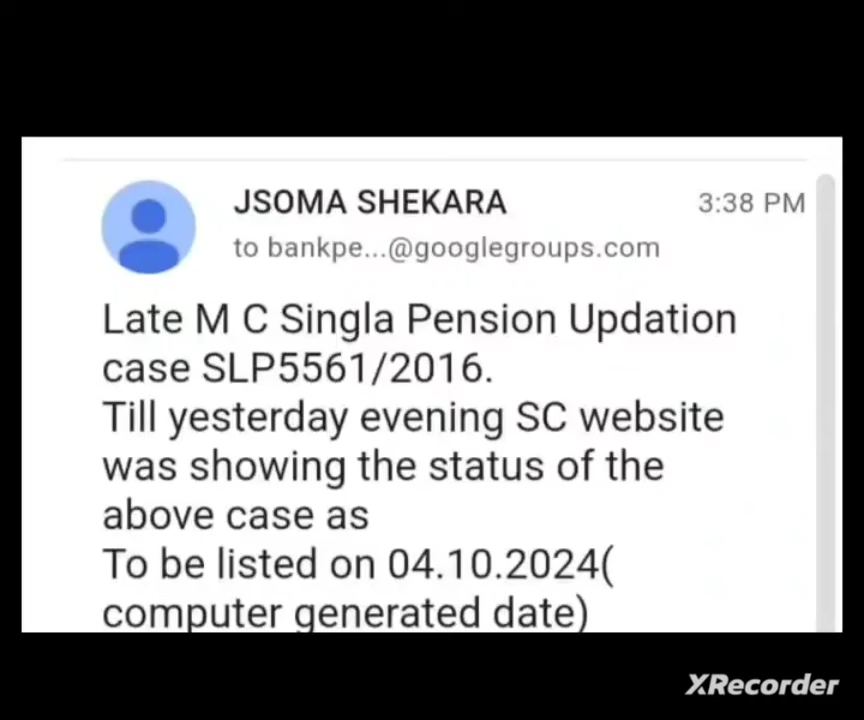 JSOMA SHEKARA 3:38 PM
to bankpe...@googlegroups.com
Late M C Singla Pension Updation
case SLP5561/2016.
Till yesterday evening SC website
was showing the status of the
above case as
To be listed on 04.10.2024(
computer generated date)
XRecorder